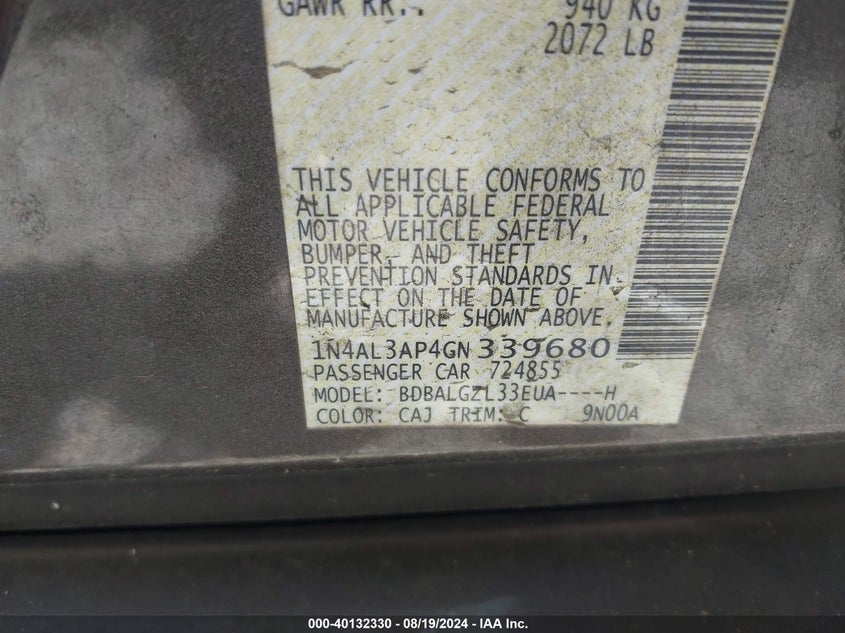 GAWR RR.: 940 KG
2072 LB
THIS VEHICLE CONFORMS TO
ALL APPLICABLE FEDERAL
MOTOR VEHICLE SAFETY,
BUMPER, AND THEFT
PREVENTION STANDARDS IN
EFFECT ON THE DATE OF
MANUFACTURE SHOWN ABOVE.
1N4AL3AP4GN 339680
PASSENGER CAR 724855
MODEL: BDBALGZL33EUA----H
COLOR: CAJ TRIM: C 9N00A
000-40132330 - 08/19/2024 - IAA Inc.